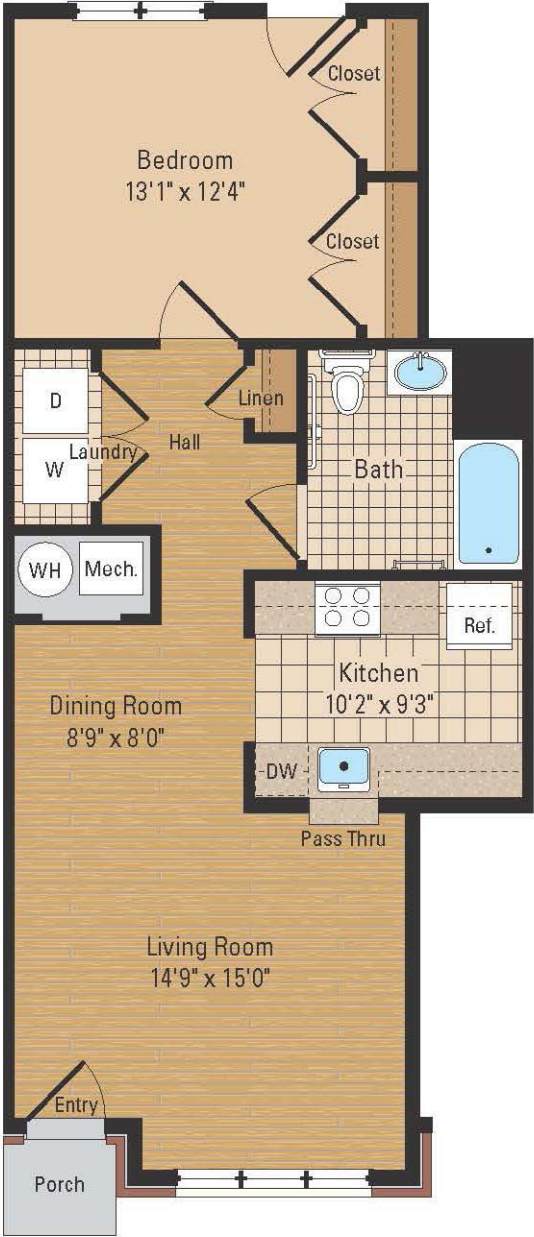 Closet
Bedroom
13'1" x 12'4"
Closet
D
Linen
Laundry
Hall
W
Bath
WH
Mech.
Ref.
Kitchen
10'2" x 9'3"
Dining Room
8'9" x 8'0"
DW
Pass Thru
Living Room
14'9" x 15'0"
Entry
Porch